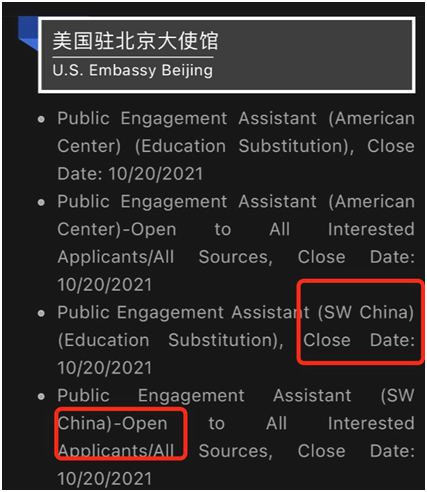 美国驻北京大使馆
U.S. Embassy Beijing
Public Engagement Assistant (American
Center) (Education Substitution), Close
Date: 10/20/2021
Public Engagement Assistant (American
Center)-Open to All Interested
Applicants/All Sources, Close Date:
10/20/2021
Public Engagement Assistant (SW China)
(Education Substitution), Close Date:
10/20/2021
Public Engagement Assistant (SW
China)-Open to All Interested
Applicants/All Sources, Close Date:
10/20/2021